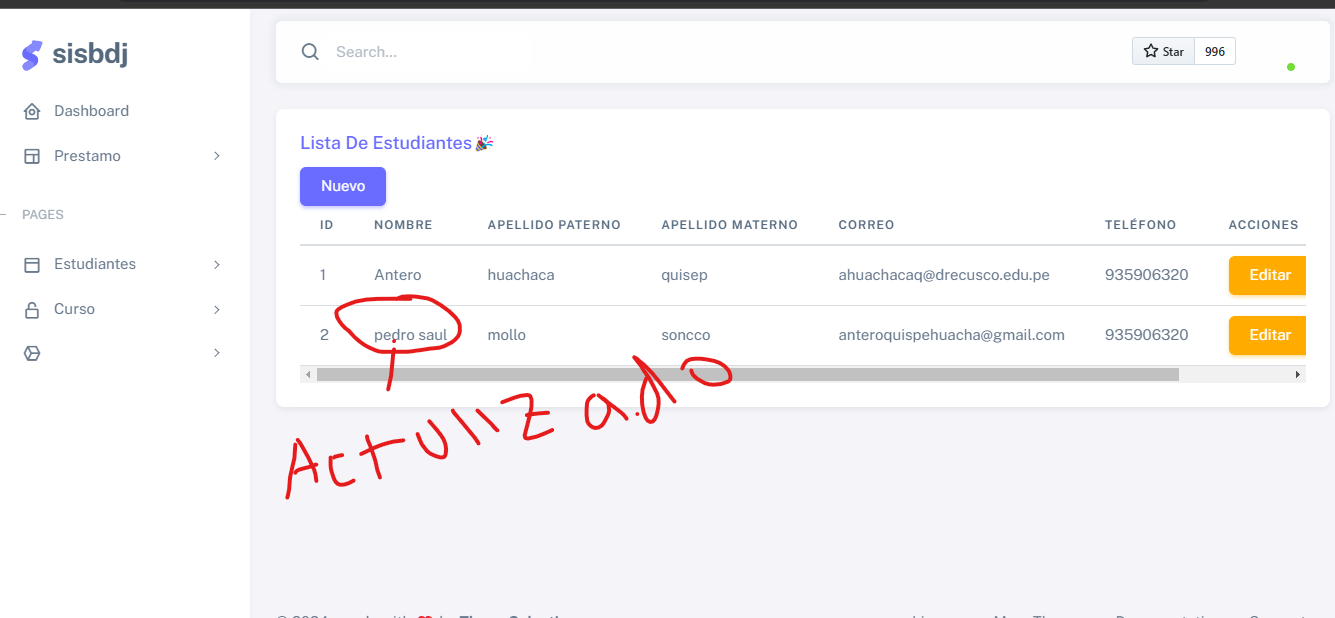 sisbdj
Search...
Star 996
Dashboard
Prestamo
PAGES
Estudiantes
Curso
Lista De Estudiantes 🎉
Nuevo
ID NOMBRE APELLIDO PATERNO APELLIDO MATERNO CORREO TELÉFONO ACCIONES
1 Antero huachaca quisep ahuachacaq@drecusco.edu.pe 935906320 Editar
2 pedro saul mollo soncco anteroquispehuacha@gmail.com 935906320 Editar
Actulizado